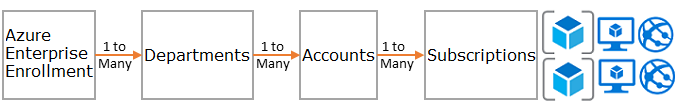 Azure
Enterprise
Enrollment
1 to
Many
Departments
1 to
Many
Accounts
1 to
Many
Subscriptions